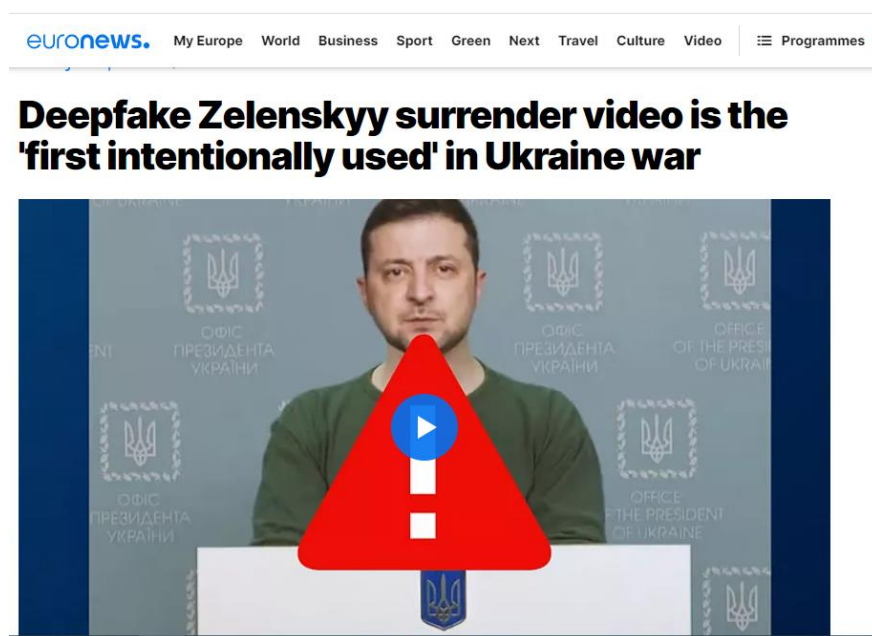 euronews.
My Europe World Business Sport Green Next Travel Culture Video Programmes
Deepfake Zelenskyy surrender video is the
'first intentionally used' in Ukraine war
ОФІС
ПРЕЗИДЕНТА
УКРАЇНИ
ОФІС
ПРЕЗИДЕНТА
УКРАЇНИ
OFFICE
OF THE PRESI
OF UKRAI
ОФІС
ПРЕЗИДЕНТА
УКРАЇНИ
OFFICE
THE PRESIDENT
OF UKRAINE